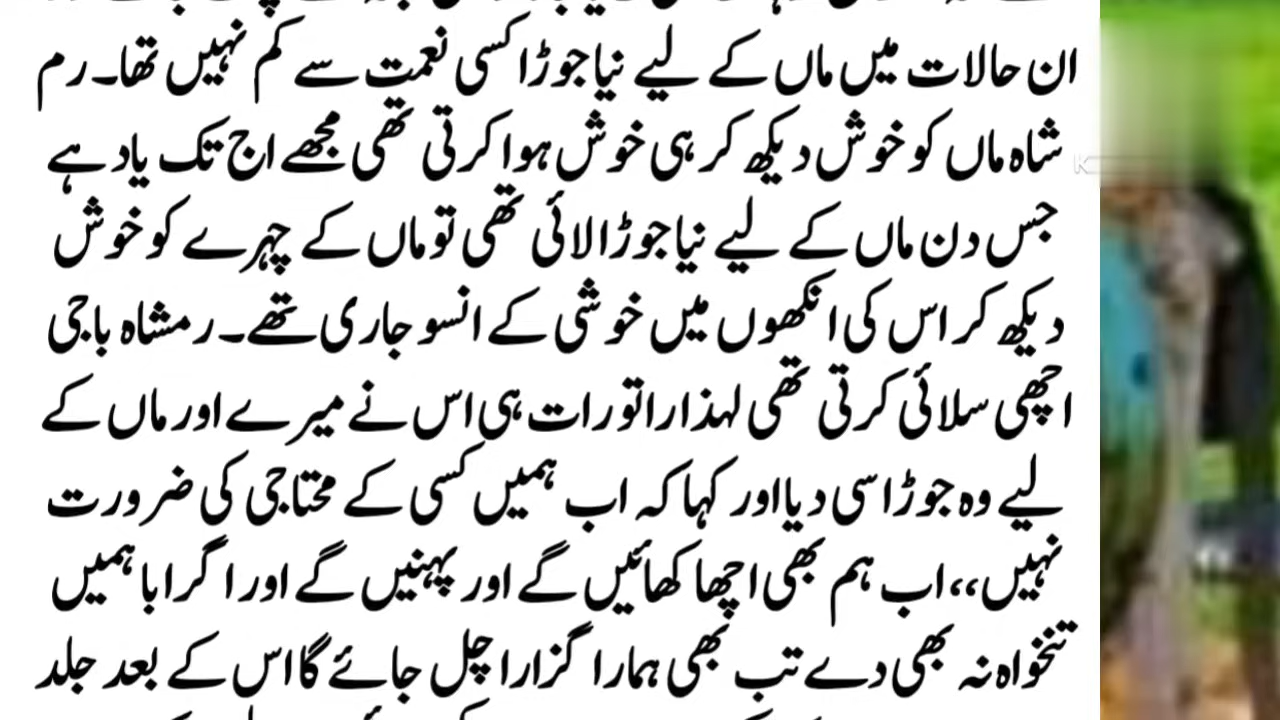 ان حالات میں ماں کے لیے نیا جوڑا کسی نعمت سے کم نہیں تھا۔ رم
شاہ ماں کو خوش دیکھ کر ہی خوش ہوا کرتی تھی مجھے اج تک یاد ہے
جس دن ماں کے لیے نیا جوڑا لائی تھی تو ماں کے چہرے کو خوش
دیکھ کر اس کی انکھوں میں خوشی کے انسو جاری تھے۔ رمشاہ باجی
اچھی سلائی کرتی تھی لہذا راتو رات ہی اس نے میرے اور ماں کے
لیے وہ جوڑا سی دیا اور کہا کہ اب ہمیں کسی کے محتاجی کی ضرورت
نہیں،، اب ہم بھی اچھا کھائیں گے اور پہنیں گے اور اگر ابا ہمیں
تنخواہ نہ بھی دے تب بھی ہمارا گزارا چل جائے گا اس کے بعد جلد